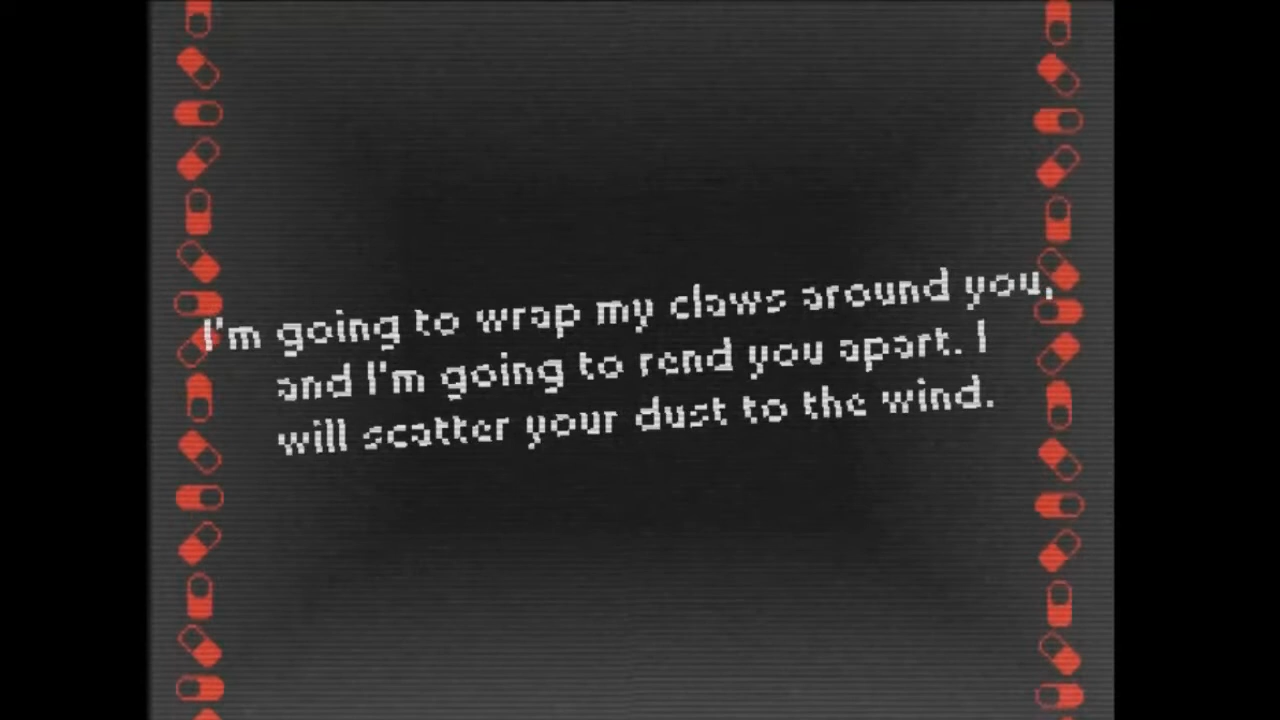 I'm going to wrap my claws around you,
and I'm going to rend you apart. I
will scatter your dust to the wind.